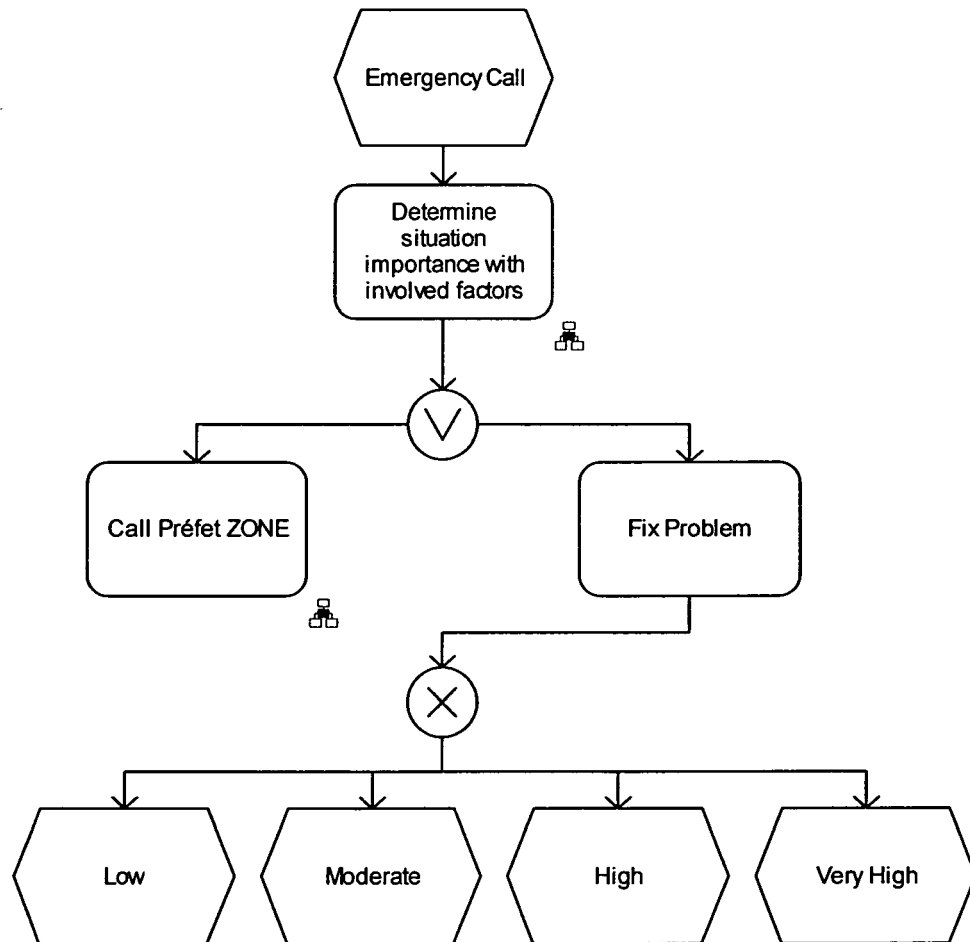 Emergency Call
Determine
situation
importance with
involved factors
Call Préfet ZONE
Fix Problem
Low
Moderate
High
Very High